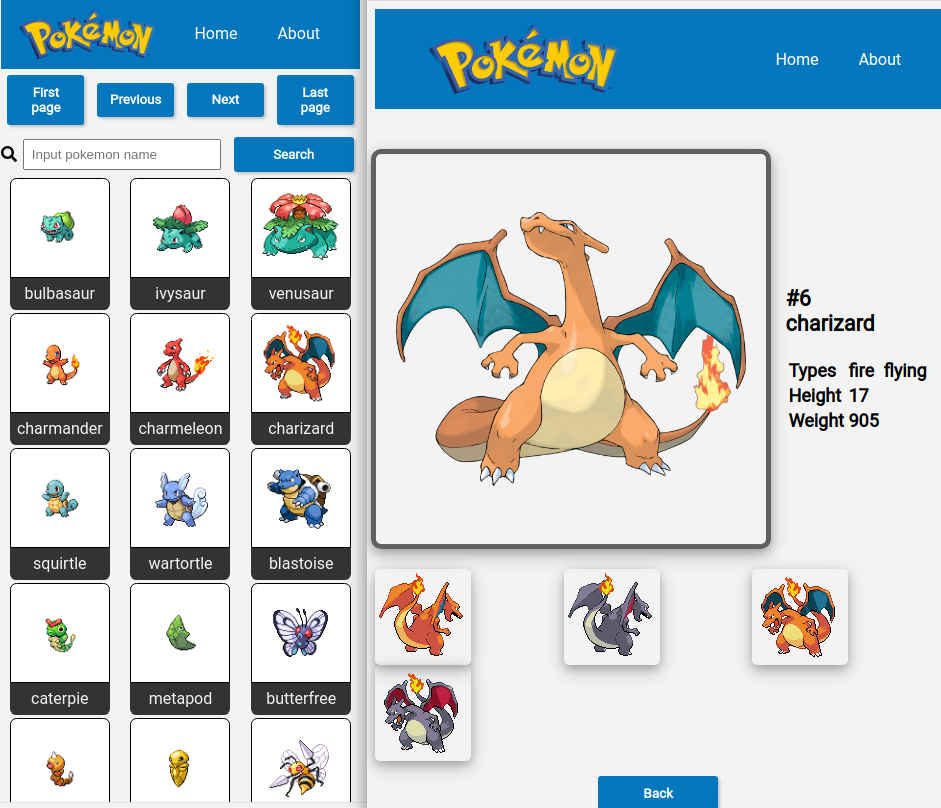 POKéMON
Home
About
First
page
Previous
Next
Last
page
Input pokemon name
Search
bulbasaur
ivysaur
venusaur
charmander
charmeleon
charizard
squirtle
wartortle
blastoise
caterpie
metapod
butterfree
POKéMON
Home
About
#6
charizard
Types fire flying
Height 17
Weight 905
Back